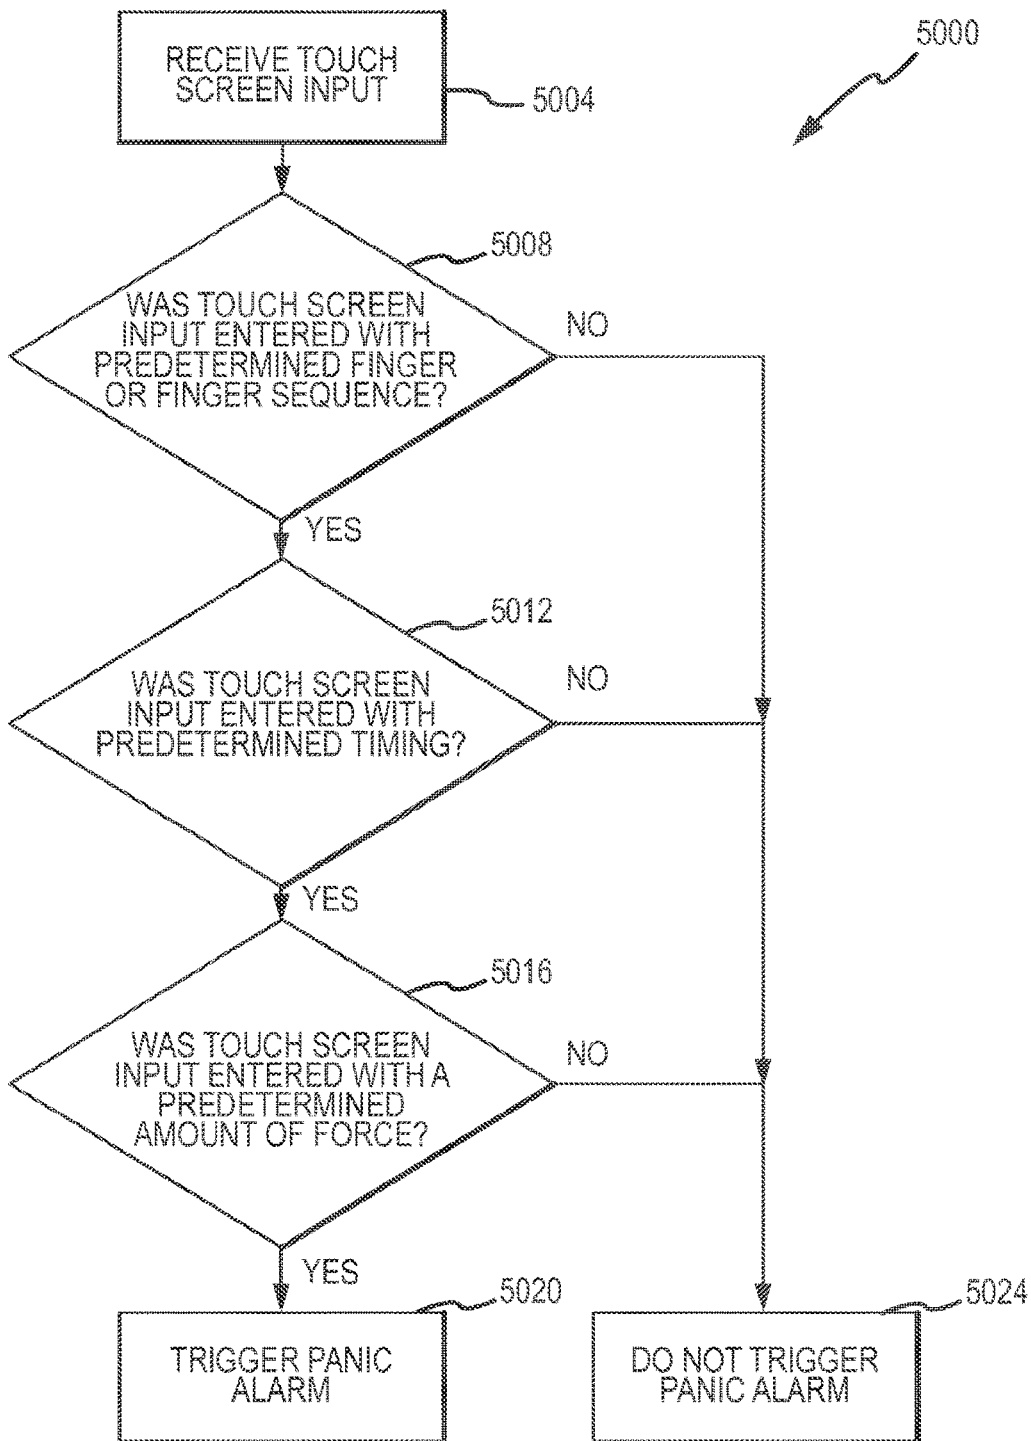 RECEIVE TOUCH
SCREEN INPUT
5004
5000
5008
WAS TOUCH SCREEN
INPUT ENTERED WITH
PREDETERMINED FINGER
OR FINGER SEQUENCE?
NO
YES
5012
WAS TOUCH SCREEN
INPUT ENTERED WITH
PREDETERMINED TIMING?
NO
YES
5016
WAS TOUCH SCREEN
INPUT ENTERED WITH A
PREDETERMINED
AMOUNT OF FORCE?
NO
YES
5020
TRIGGER PANIC
ALARM
5024
DO NOT TRIGGER
PANIC ALARM